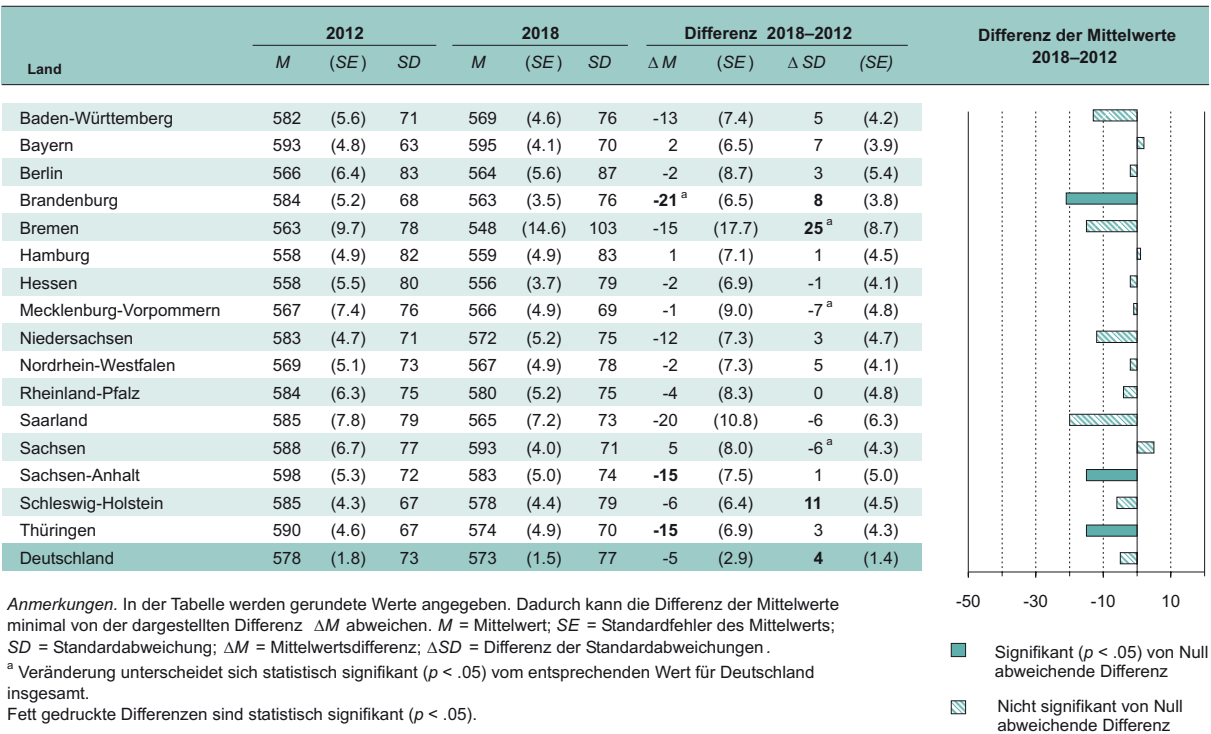 2012 2018 Differenz 2018–2012 Differenz der Mittelwerte 2018–2012
Land M (SE) SD M (SE) SD Δ M (SE) Δ SD (SE)
Baden-Württemberg 582 (5.6) 71 569 (4.6) 76 -13 (7.4) 5 (4.2)
Bayern 593 (4.8) 63 595 (4.1) 70 2 (6.5) 7 (3.9)
Berlin 566 (6.4) 83 564 (5.6) 87 -2 (8.7) 3 (5.4)
Brandenburg 584 (5.2) 68 563 (3.5) 76 -21 a (6.5) 8 (3.8)
Bremen 563 (9.7) 78 548 (14.6) 103 -15 (17.7) 25 a (8.7)
Hamburg 558 (4.9) 82 559 (4.9) 83 1 (7.1) 1 (4.5)
Hessen 558 (5.5) 80 556 (3.7) 79 -2 (6.9) -1 (4.1)
Mecklenburg-Vorpommern 567 (7.4) 76 566 (4.9) 69 -1 (9.0) -7 a (4.8)
Niedersachsen 583 (4.7) 71 572 (5.2) 75 -12 (7.3) 3 (4.7)
Nordrhein-Westfalen 569 (5.1) 73 567 (4.9) 78 -2 (7.3) 5 (4.1)
Rheinland-Pfalz 584 (6.3) 75 580 (5.2) 75 -4 (8.3) 0 (4.8)
Saarland 585 (7.8) 79 565 (7.2) 73 -20 (10.8) -6 (6.3)
Sachsen 588 (6.7) 77 593 (4.0) 71 5 (8.0) -6 a (4.3)
Sachsen-Anhalt 598 (5.3) 72 583 (5.0) 74 -15 (7.5) 1 (5.0)
Schleswig-Holstein 585 (4.3) 67 578 (4.4) 79 -6 (6.4) 11 (4.5)
Thüringen 590 (4.6) 67 574 (4.9) 70 -15 (6.9) 3 (4.3)
Deutschland 578 (1.8) 73 573 (1.5) 77 -5 (2.9) 4 (1.4)
-50 -30 -10 10
Anmerkungen. In der Tabelle werden gerundete Werte angegeben. Dadurch kann die Differenz der Mittelwerte
minimal von der dargestellten Differenz ΔM abweichen. M = Mittelwert; SE = Standardfehler des Mittelwerts;
SD = Standardabweichung; ΔM = Mittelwertsdifferenz; ΔSD = Differenz der Standardabweichungen.
a Veränderung unterscheidet sich statistisch signifikant (p < .05) vom entsprechenden Wert für Deutschland
insgesamt.
Fett gedruckte Differenzen sind statistisch signifikant (p < .05).
Signifikant (p < .05) von Null
abweichende Differenz
Nicht signifikant von Null
abweichende Differenz